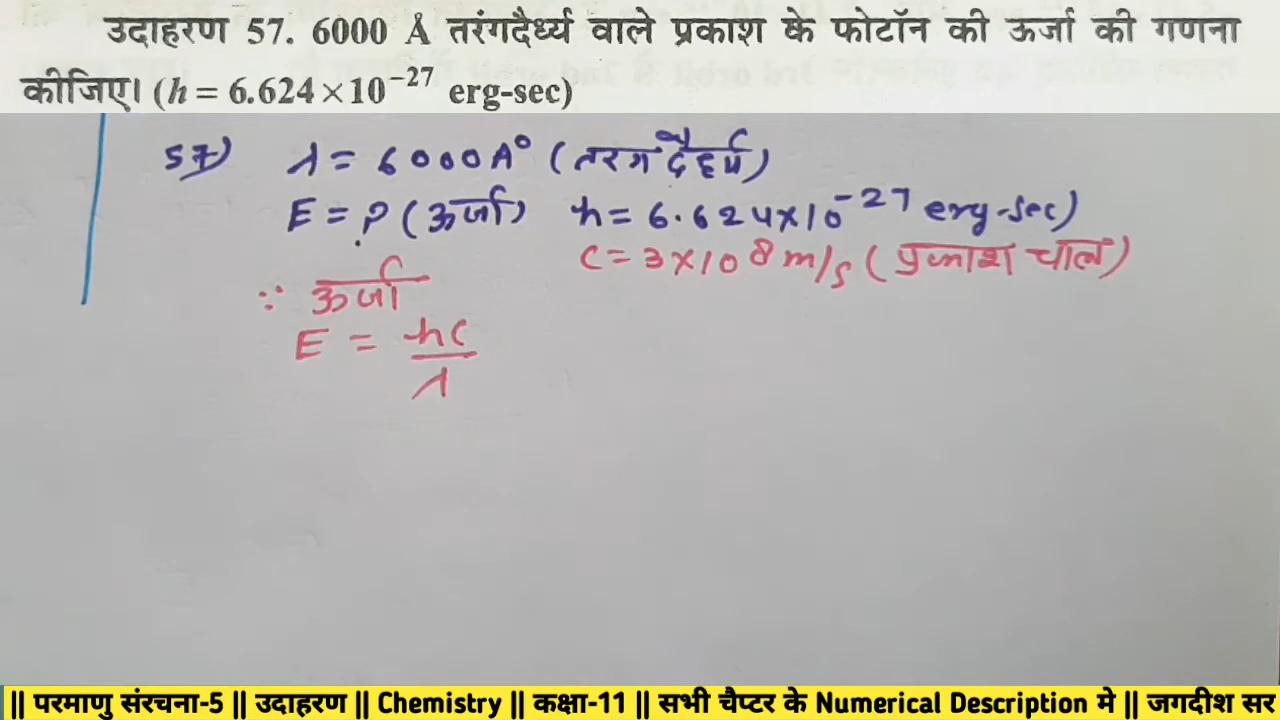 उदाहरण 57. 6000 Å तरंगदैर्ध्य वाले प्रकाश के फोटॉन की ऊर्जा की गणना
कीजिए। (h = 6.624 × 10⁻²⁷ erg-sec)
57) λ = 6000A° (तरंगदैर्ध्य)
E = ? (ऊर्जा) h = 6.624×10⁻²⁷ erg-sec)
c = 3×10⁸ m/s (प्रकाश चाल)
∵ ऊर्जा
E = hc/λ
|| परमाणु संरचना-5 || उदाहरण || Chemistry || कक्षा-11 || सभी चैप्टर के Numerical Description मे || जगदीश सर